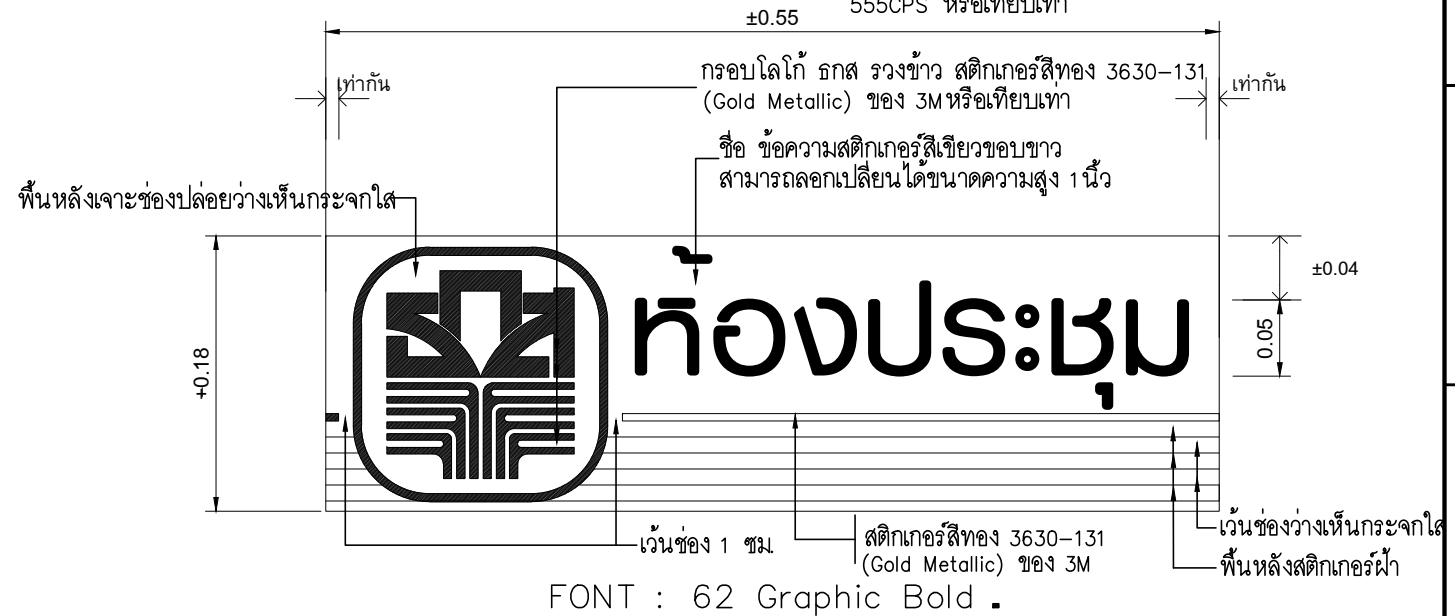 555CPS หรือเทียบเท่า
±0.55
เท่ากัน
กรอบโลโก้ ธกส รวงข้าว สติกเกอร์สีทอง 3630-131
(Gold Metallic) ของ 3Mหรือเทียบเท่า
เท่ากัน
ชื่อ ข้อความสติกเกอร์สีเขียวขอบขาว
สามารถลอกเปลี่ยนได้ขนาดความสูง 1นิ้ว
พื้นหลังเจาะช่องปล่อยว่างเห็นกระจกใส
±0.04
ห้องประชุม
0.05
+0.18
เว้นช่อง 1 ซม.
สติกเกอร์สีทอง 3630-131
(Gold Metallic) ของ 3M
เว้นช่องว่างเห็นกระจกใส
พื้นหลังสติกเกอร์ฝ้า
FONT : 62 Graphic Bold .